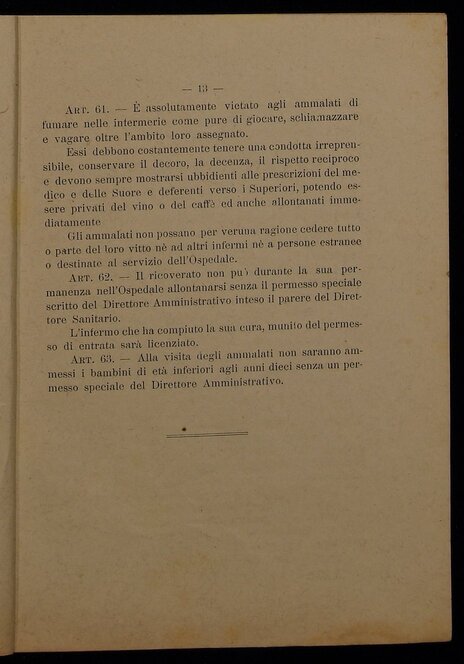 — 13 —
ART. 61. — È assolutamente vietato agli ammalati di
fumare nelle intermerie come pure di giocare, schiamazzare
e vagare oltre l'ambito loro assegnato.
Essi debbono costantemente tenere una condotta irrepren-
sibile, conservare il decoro, la decenza, il rispetto reciproco
e devono sempre mostrarsi ubbidienti alle prescrizioni del me-
dico e delle Suore e deferenti verso i Superiori, potendo es-
sere privati del vino o del caffè ed anche allontanati imme-
diatamente
Gli ammalati non possano per veruna ragione cedere tutto
o parte del loro vitto nè ad altri infermi nè a persone estranee
o destinate al servizio dell'Ospedale.
ART. 62. — Il ricoverato non può durante la sua per-
manenza nell'Ospedale allontanarsi senza il permesso speciale
scritto del Direttore Amministrativo inteso il parere del Diret-
tore Sanitario.
L'infermo che ha compiuto la sua cura, munito del permes-
so di entrata sarà licenziato.
ART. 63. — Alla visita degli ammalati non saranno am-
messi i bambini di età inferiori agli anni dieci senza un per-
messo speciale del Direttore Amministrativo.